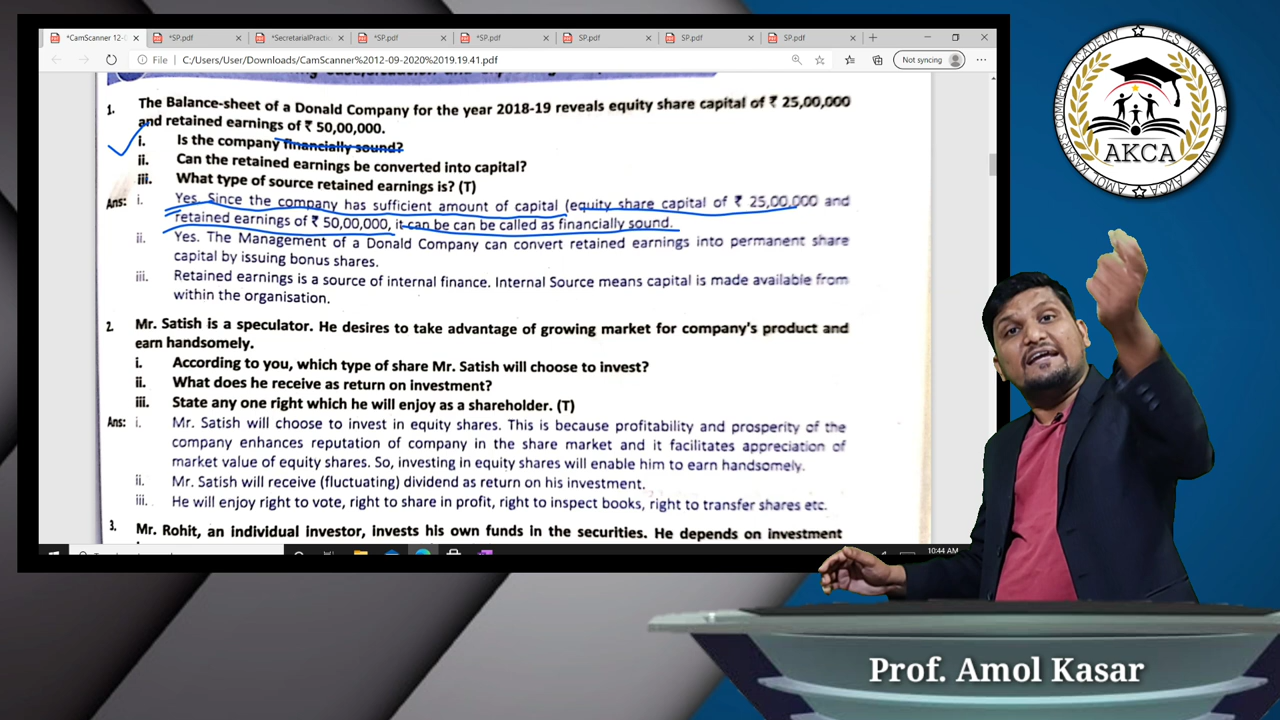 *CamScanner 12-
*SP.pdf
*SecretarialPractic
*SP.pdf
*SP.pdf
SP.pdf
SP.pdf
SP.pdf
File
C:/Users/User/Downloads/CamScanner%2012-09-2020%2019.19.41.pdf
Not syncing
1. The Balance-sheet of a Donald Company for the year 2018-19 reveals equity share capital of ₹ 25,00,000
and retained earnings of ₹ 50,00,000.
i. Is the company financially sound?
ii. Can the retained earnings be converted into capital?
iii. What type of source retained earnings is? (T)
Ans: i. Yes. Since the company has sufficient amount of capital (equity share capital of ₹ 25,00,000 and
retained earnings of ₹ 50,00,000, it can be can be called as financially sound.
ii. Yes. The Management of a Donald Company can convert retained earnings into permanent share
capital by issuing bonus shares.
iii. Retained earnings is a source of internal finance. Internal Source means capital is made available from
within the organisation.
2. Mr. Satish is a speculator. He desires to take advantage of growing market for company's product and
earn handsomely.
i. According to you, which type of share Mr. Satish will choose to invest?
ii. What does he receive as return on investment?
iii. State any one right which he will enjoy as a shareholder. (T)
Ans: i. Mr. Satish will choose to invest in equity shares. This is because profitability and prosperity of the
company enhances reputation of company in the share market and it facilitates appreciation of
market value of equity shares. So, investing in equity shares will enable him to earn handsomely.
ii. Mr. Satish will receive (fluctuating) dividend as return on his investment.
iii. He will enjoy right to vote, right to share in profit, right to inspect books, right to transfer shares etc.
3. Mr. Rohit, an individual investor, invests his own funds in the securities. He depends on investment
10:44 AM
AMOL KASAR'S COMMERCE ACADEMY
YES WE CAN & WE WILL
AKCA
Prof. Amol Kasar